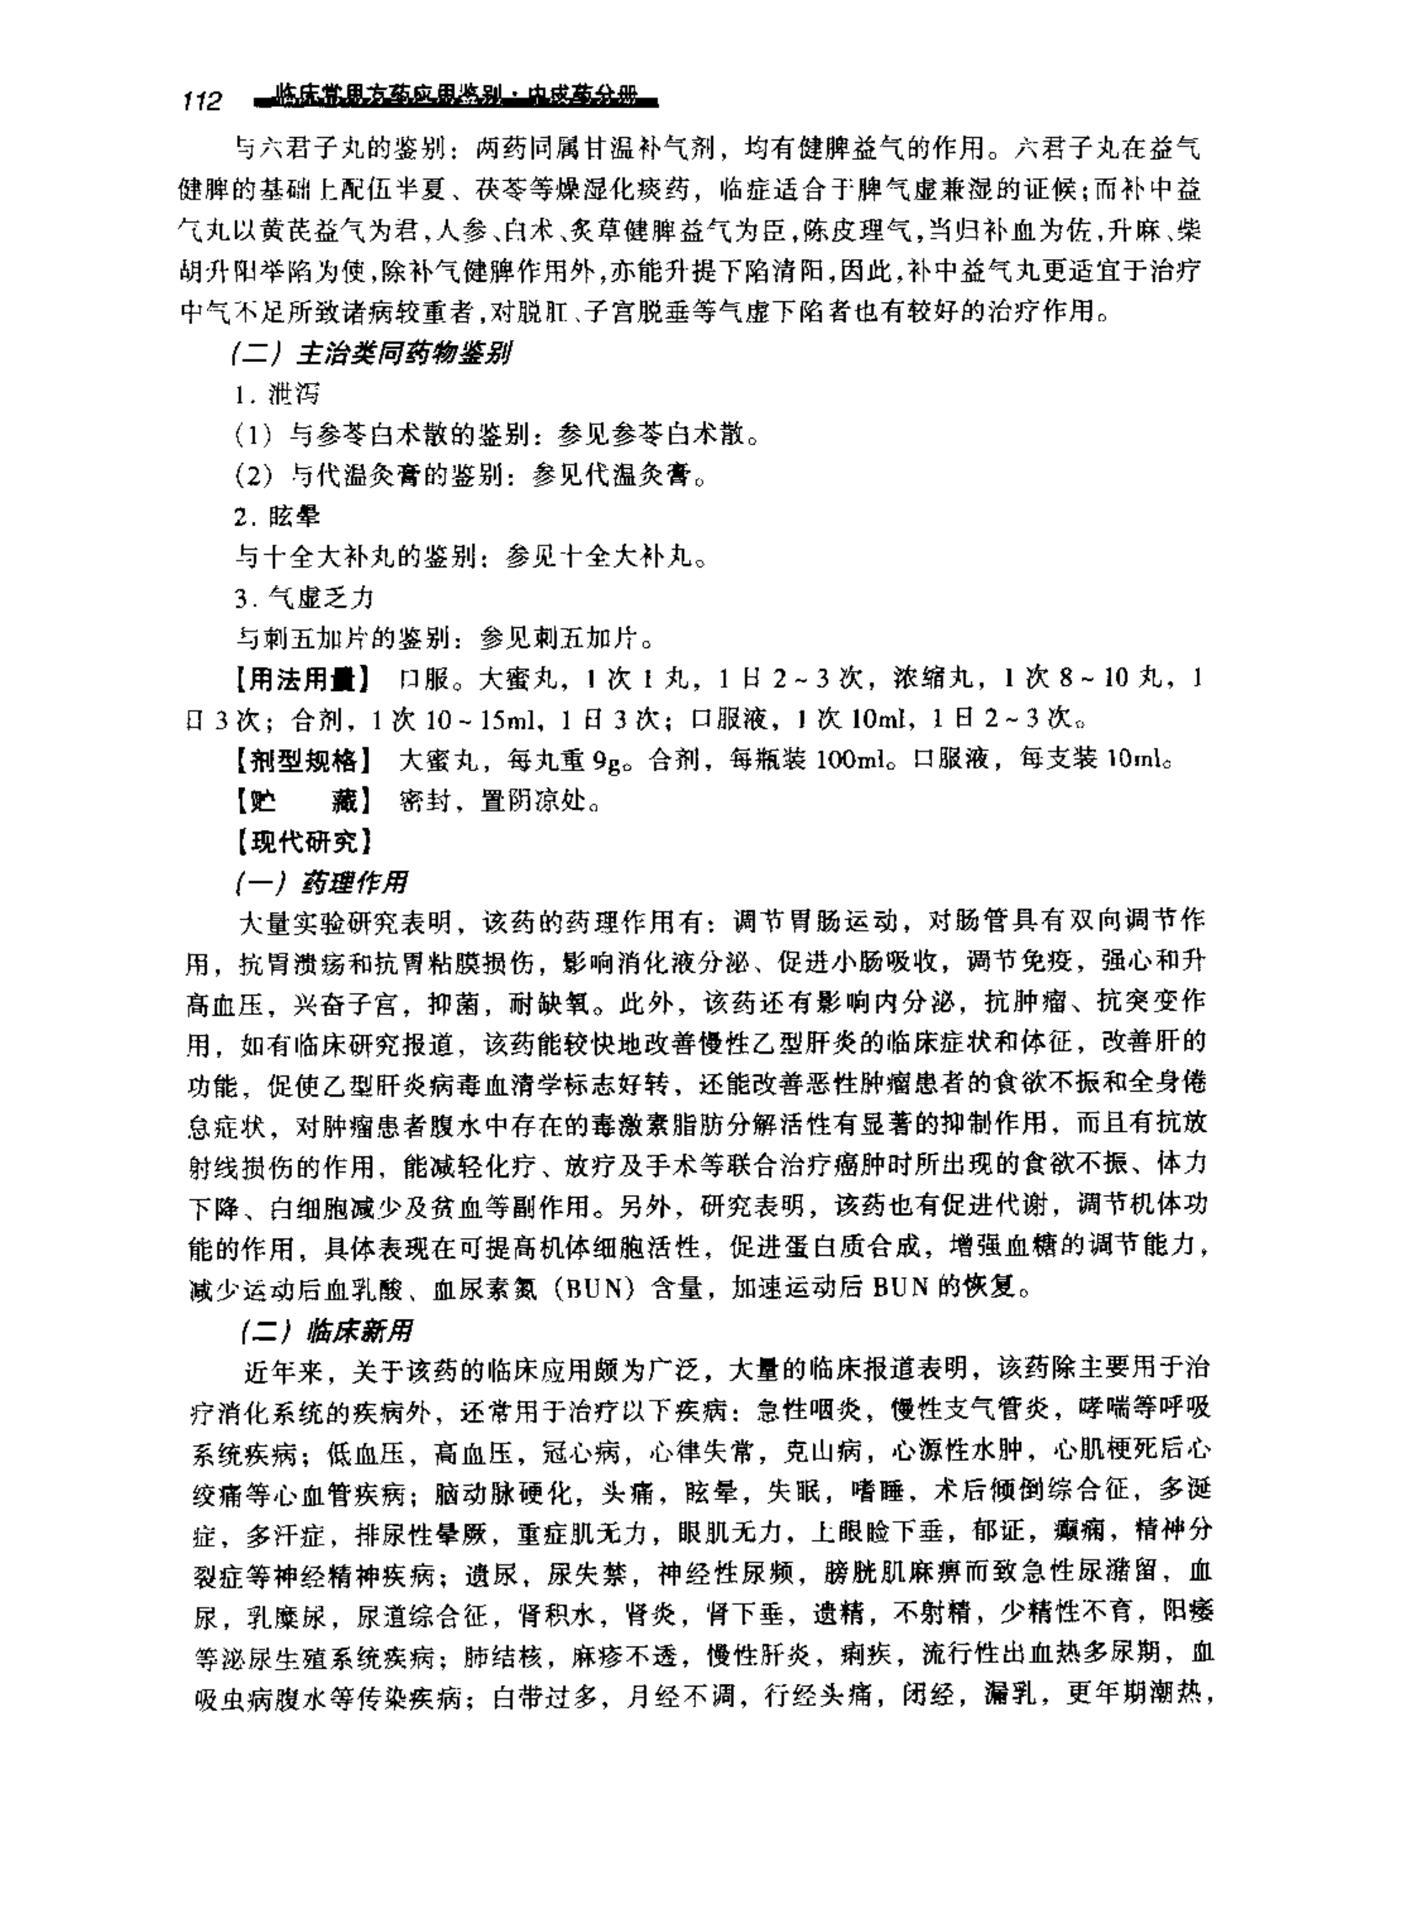 112 临床常用方药应用鉴别·中成药分册
与六君子丸的鉴别：两药同属甘温补气剂，均有健脾益气的作用。六君子丸在益气
健脾的基础上配伍半夏、茯苓等燥湿化痰药，临症适合于脾气虚兼湿的证候；而补中益
气丸以黄芪益气为君，人参、白术、炙草健脾益气为臣，陈皮理气，当归补血为佐，升麻、柴
胡升阳举陷为使，除补气健脾作用外，亦能升提下陷清阳，因此，补中益气丸更适宜于治疗
中气不足所致诸病较重者，对脱肛、子宫脱垂等气虚下陷者也有较好的治疗作用。
（二）主治类同药物鉴别
1. 泄泻
（1）与参苓白术散的鉴别：参见参苓白术散。
（2）与代温灸膏的鉴别：参见代温灸膏。
2. 眩晕
与十全大补丸的鉴别：参见十全大补丸。
3. 气虚乏力
与刺五加片的鉴别：参见刺五加片。
【用法用量】 口服。大蜜丸，1 次 1 丸，1 日 2～3 次，浓缩丸，1 次 8～10 丸，1
日 3 次；合剂，1 次 10～15ml，1 日 3 次；口服液，1 次 10ml，1 日 2～3 次。
【剂型规格】 大蜜丸，每丸重 9g。合剂，每瓶装 100ml。口服液，每支装 10ml。
【贮　　藏】 密封，置阴凉处。
【现代研究】
（一）药理作用
大量实验研究表明，该药的药理作用有：调节胃肠运动，对肠管具有双向调节作
用，抗胃溃疡和抗胃粘膜损伤，影响消化液分泌、促进小肠吸收，调节免疫，强心和升
高血压，兴奋子宫，抑菌，耐缺氧。此外，该药还有影响内分泌，抗肿瘤、抗突变作
用，如有临床研究报道，该药能较快地改善慢性乙型肝炎的临床症状和体征，改善肝的
功能，促使乙型肝炎病毒血清学标志好转，还能改善恶性肿瘤患者的食欲不振和全身倦
怠症状，对肿瘤患者腹水中存在的毒激素脂肪分解活性有显著的抑制作用，而且有抗放
射线损伤的作用，能减轻化疗、放疗及手术等联合治疗癌肿时所出现的食欲不振、体力
下降、白细胞减少及贫血等副作用。另外，研究表明，该药也有促进代谢，调节机体功
能的作用，具体表现在可提高机体细胞活性，促进蛋白质合成，增强血糖的调节能力，
减少运动后血乳酸、血尿素氮（BUN）含量，加速运动后 BUN 的恢复。
（二）临床新用
近年来，关于该药的临床应用颇为广泛，大量的临床报道表明，该药除主要用于治
疗消化系统的疾病外，还常用于治疗以下疾病：急性咽炎，慢性支气管炎，哮喘等呼吸
系统疾病；低血压，高血压，冠心病，心律失常，克山病，心源性水肿，心肌梗死后心
绞痛等心血管疾病；脑动脉硬化，头痛，眩晕，失眠，嗜睡，术后倾倒综合征，多涎
症，多汗症，排尿性晕厥，重症肌无力，眼肌无力，上眼睑下垂，郁证，癫痫，精神分
裂症等神经精神疾病；遗尿，尿失禁，神经性尿频，膀胱肌麻痹而致急性尿潴留，血
尿，乳糜尿，尿道综合征，肾积水，肾炎，肾下垂，遗精，不射精，少精性不育，阳痿
等泌尿生殖系统疾病；肺结核，麻疹不透，慢性肝炎，痢疾，流行性出血热多尿期，血
吸虫病腹水等传染疾病；白带过多，月经不调，行经头痛，闭经，漏乳，更年期潮热，